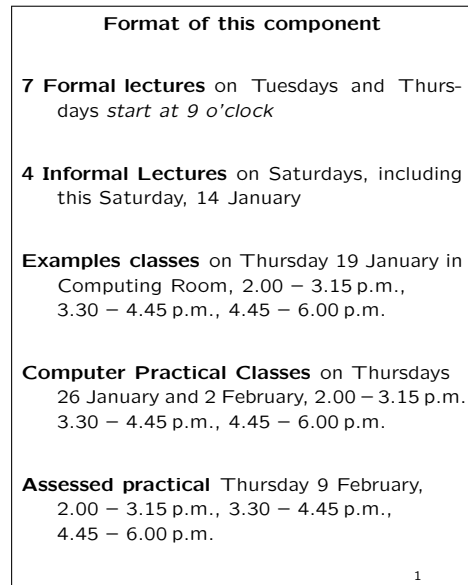 Format of this component
7 Formal lectures on Tuesdays and Thurs-
days start at 9 o'clock
4 Informal Lectures on Saturdays, including
this Saturday, 14 January
Examples classes on Thursday 19 January in
Computing Room, 2.00 – 3.15 p.m.,
3.30 – 4.45 p.m., 4.45 – 6.00 p.m.
Computer Practical Classes on Thursdays
26 January and 2 February, 2.00 – 3.15 p.m.
3.30 – 4.45 p.m., 4.45 – 6.00 p.m.
Assessed practical Thursday 9 February,
2.00 – 3.15 p.m., 3.30 – 4.45 p.m.,
4.45 – 6.00 p.m.
1